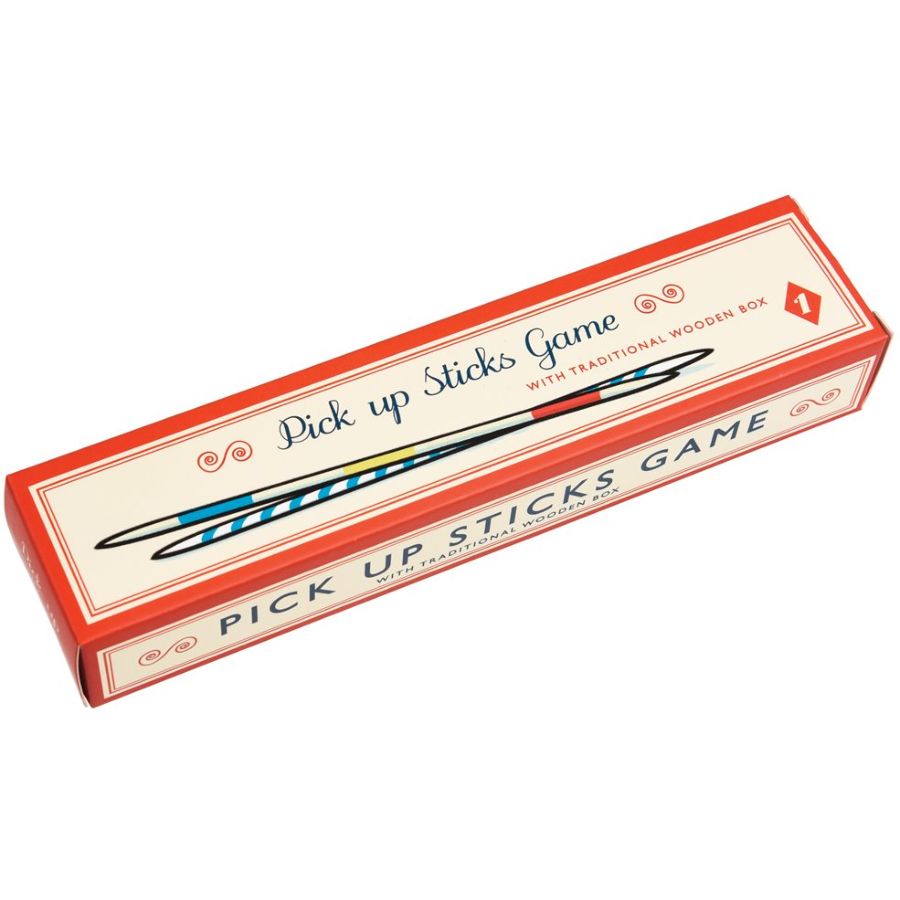 Pick up Sticks Game
WITH TRADITIONAL WOODEN BOX
1
PICK UP STICKS GAME
WITH TRADITIONAL WOODEN BOX